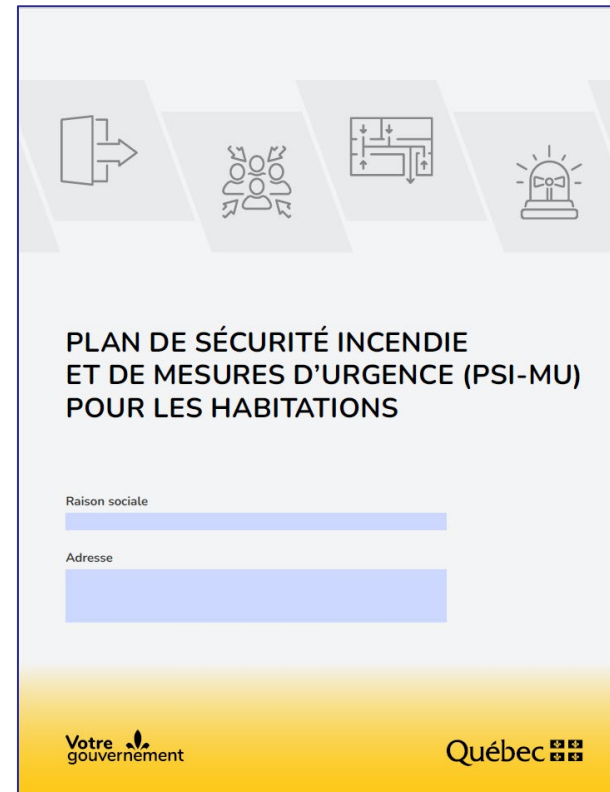 PLAN DE SÉCURITÉ INCENDIE
ET DE MESURES D’URGENCE (PSI-MU)
POUR LES HABITATIONS
Raison sociale
Adresse
Votre
gouvernement
Québec